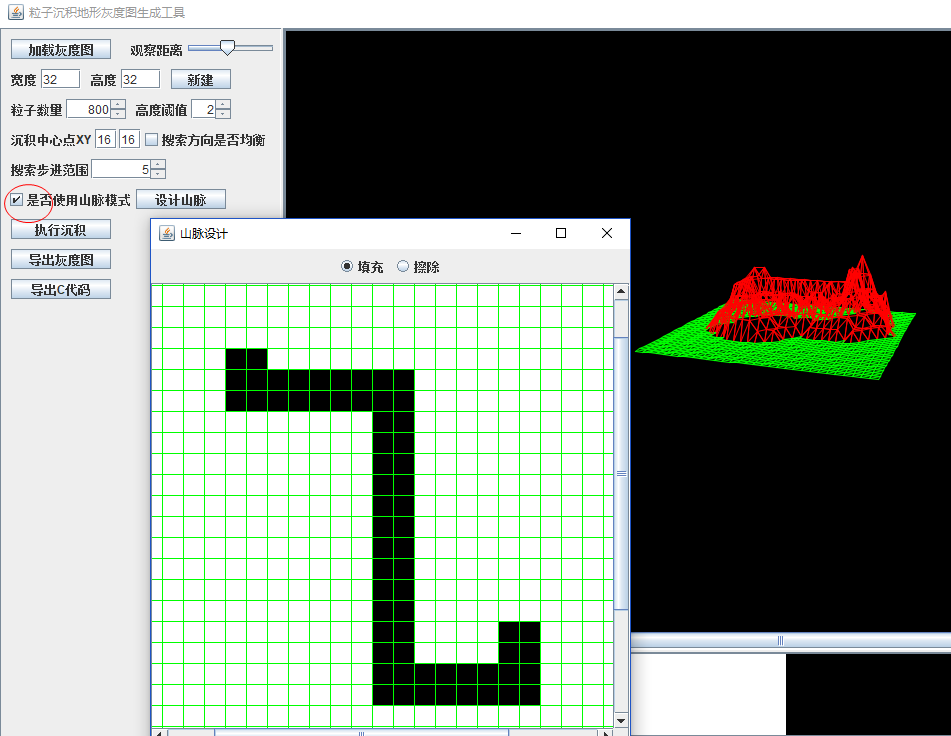 粒子沉积地形灰度图生成工具
加载灰度图 观察距离
宽度 32 高度 32 新建
粒子数量 800 高度阈值 2
沉积中心点XY 16 16 搜索方向是否均衡
搜索步进范围 5
是否使用山脉模式 设计山脉
执行沉积
导出灰度图
导出C代码
山脉设计
填充 擦除